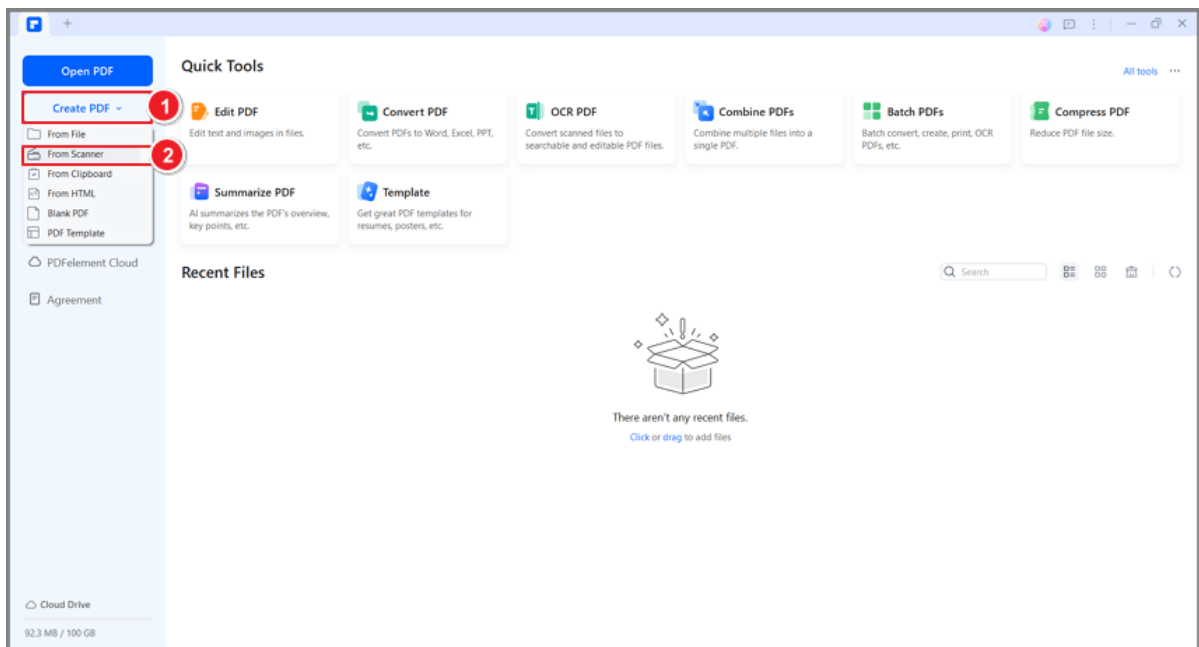 Open PDF
Create PDF
1
From File
From Scanner
2
From Clipboard
From HTML
Blank PDF
PDF Template
PDFelement Cloud
Agreement
Cloud Drive
92.3 MB / 100 GB
Quick Tools
All tools
Edit PDF
Edit text and images in files.
Convert PDF
Convert PDFs to Word, Excel, PPT,
etc.
OCR PDF
Convert scanned files to
searchable and editable PDF files.
Combine PDFs
Combine multiple files into a
single PDF.
Batch PDFs
Batch convert, create, print, OCR
PDFs, etc.
Compress PDF
Reduce PDF file size.
Summarize PDF
AI summarizes the PDF's overview,
key points, etc.
Template
Get great PDF templates for
resumes, posters, etc.
Recent Files
Search
There aren't any recent files.
Click or drag to add files